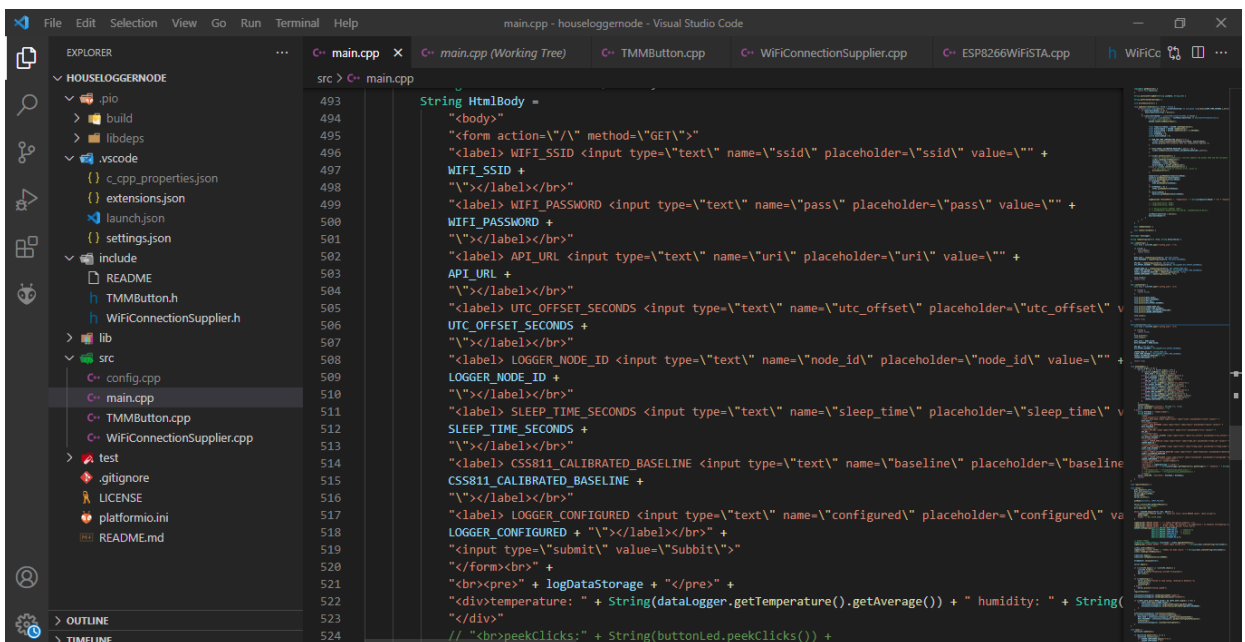 File Edit Selection View Go Run Terminal Help
main.cpp - houseloggernode - Visual Studio Code
EXPLORER
HOUSELOGGERNODE
.pio
build
libdeps
.vscode
{} c_cpp_properties.json
{} extensions.json
launch.json
{} settings.json
include
README
h TMMButton.h
h WiFiConnectionSupplier.h
lib
src
C++ config.cpp
C++ main.cpp
C++ TMMButton.cpp
C++ WiFiConnectionSupplier.cpp
test
.gitignore
LICENSE
platformio.ini
README.md
OUTLINE
TIMELINE
C++ main.cpp
C++ main.cpp (Working Tree)
C++ TMMButton.cpp
C++ WiFiConnectionSupplier.cpp
C++ ESP8266WiFiSTA.cpp
h WiFiCo
src > C++ main.cpp
493 String HtmlBody =
494 "<body>"
495 "<form action=\"/\" method=\"GET\">"
496 "<label> WIFI_SSID <input type=\"text\" name=\"ssid\" placeholder=\"ssid\" value=\"" +
497 WIFI_SSID +
498 "\"></label></br>"
499 "<label> WIFI_PASSWORD <input type=\"text\" name=\"pass\" placeholder=\"pass\" value=\"" +
500 WIFI_PASSWORD +
501 "\"></label></br>"
502 "<label> API_URL <input type=\"text\" name=\"uri\" placeholder=\"uri\" value=\"" +
503 API_URL +
504 "\"></label></br>"
505 "<label> UTC_OFFSET_SECONDS <input type=\"text\" name=\"utc_offset\" placeholder=\"utc_offset\" v
506 UTC_OFFSET_SECONDS +
507 "\"></label></br>"
508 "<label> LOGGER_NODE_ID <input type=\"text\" name=\"node_id\" placeholder=\"node_id\" value=\"" +
509 LOGGER_NODE_ID +
510 "\"></label></br>"
511 "<label> SLEEP_TIME_SECONDS <input type=\"text\" name=\"sleep_time\" placeholder=\"sleep_time\" v
512 SLEEP_TIME_SECONDS +
513 "\"></label></br>"
514 "<label> CSS811_CALIBRATED_BASELINE <input type=\"text\" name=\"baseline\" placeholder=\"baseline
515 CSS811_CALIBRATED_BASELINE +
516 "\"></label></br>"
517 "<label> LOGGER_CONFIGURED <input type=\"text\" name=\"configured\" placeholder=\"configured\" va
518 LOGGER_CONFIGURED + "\"></label></br>" +
519 "<input type=\"submit\" value=\"Subbit\">"
520 "</form><br>" +
521 "<br><pre>" + logDataStorage + "</pre>" +
522 "<div>temperature: " + String(dataLogger.getTemperature().getAverage()) + " humidity: " + String(
523 "</div>"
524 // "<br>peekClicks:" + String(buttonLed.peekClicks()) +